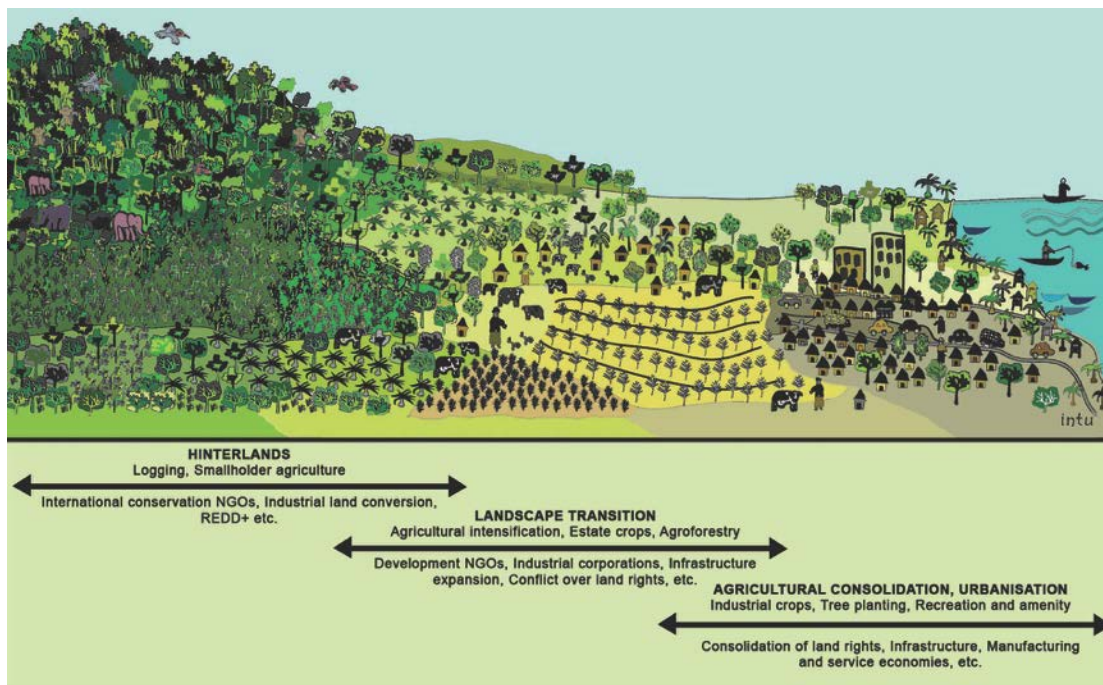 intu
HINTERLANDS
Logging, Smallholder agriculture
International conservation NGOs, Industrial land conversion,
REDD+ etc.
LANDSCAPE TRANSITION
Agricultural intensification, Estate crops, Agroforestry
Development NGOs, Industrial corporations, Infrastructure
expansion, Conflict over land rights, etc.
AGRICULTURAL CONSOLIDATION, URBANISATION
Industrial crops, Tree planting, Recreation and amenity
Consolidation of land rights, Infrastructure, Manufacturing
and service economies, etc.